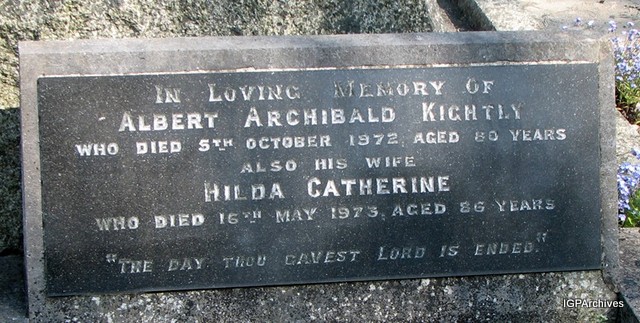 In Loving Memory Of
Albert Archibald Kightly
who died 5th October 1972, aged 80 years
also his wife
Hilda Catherine
who died 16th May 1973, aged 86 years
"The day thou gavest Lord is ended."
IGPArchives